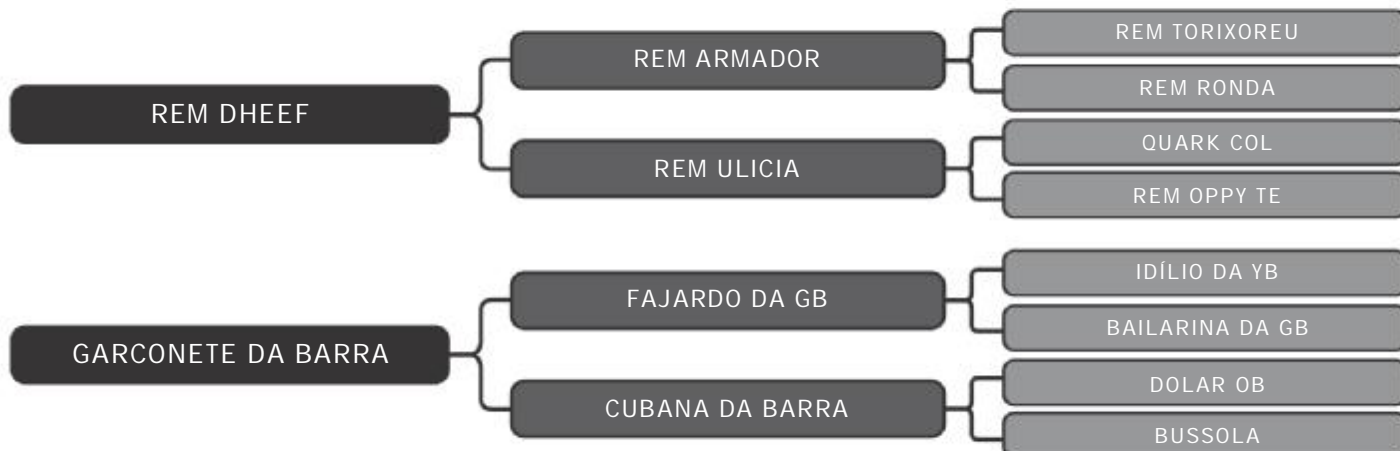 REM DHEEF
REM ARMADOR
REM TORIXOREU
REM RONDA
REM ULICIA
QUARK COL
REM OPPY TE
GARCONETE DA BARRA
FAJARDO DA GB
IDÍLIO DA YB
BAILARINA DA GB
CUBANA DA BARRA
DOLAR OB
BUSSOLA